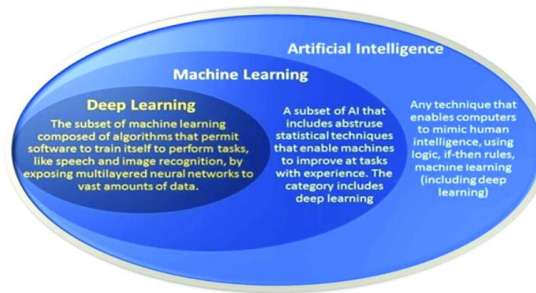 Artificial Intelligence
Machine Learning
Deep Learning
The subset of machine learning
composed of algorithms that permit
software to train itself to perform tasks,
like speech and image recognition, by
exposing multilayered neural networks to
vast amounts of data.
A subset of AI that
includes abstruse
statistical techniques
that enable machines
to improve at tasks
with experience. The
category includes
deep learning
Any technique that
enables computers
to mimic human
intelligence, using
logic, if-then rules,
machine learning
(including deep
learning)